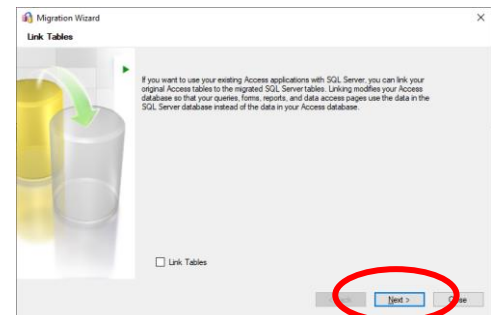 Migration Wizard
Link Tables
If you want to use your existing Access applications with SQL Server, you can link your
original Access tables to the migrated SQL Server tables. Linking modifies your Access
database so that your queries, forms, reports, and data access pages use the data in the
SQL Server database instead of the data in your Access database.
Link Tables
Next >